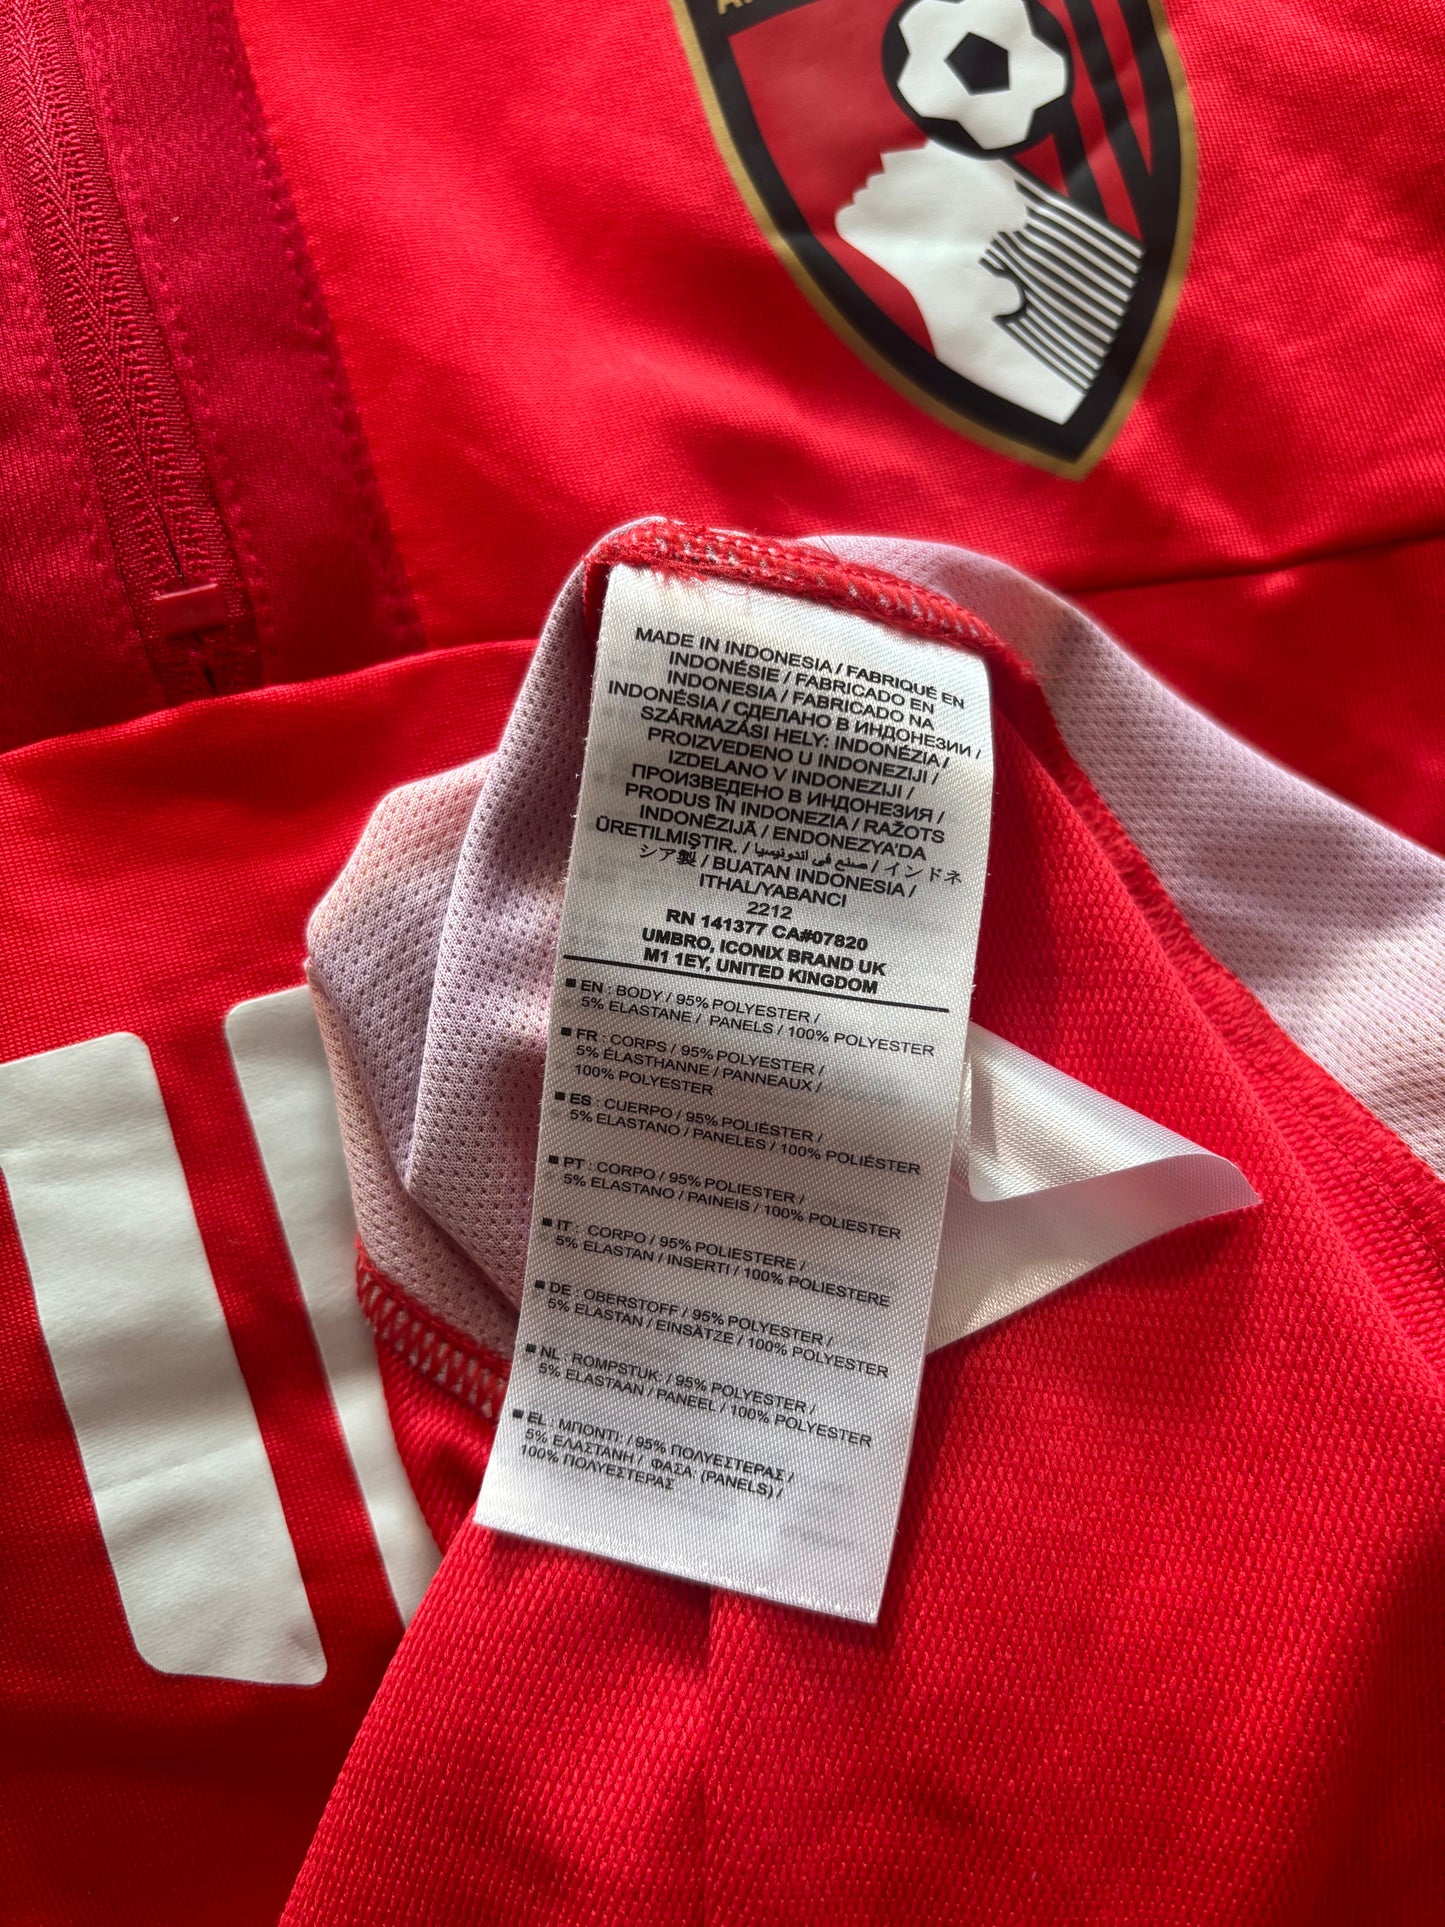 MADE IN INDONESIA / FABRIQUÉ EN
INDONÉSIE / FABRICADO EN
INDONESIA / FABRICADO NA
INDONÉSIA / СДЕЛАНО В ИНДОНЕЗИИ /
SZÁRMAZÁSI HELY: INDONÉZIA /
PROIZVEDENO U INDONEZIJI /
IZDELANO V INDONEZIJI /
ПРОИЗВЕДЕНО В ИНДОНЕЗИЯ /
PRODUS ÎN INDONEZIA / RAŽOTS
INDONĒZIJĀ / ENDONEZYA'DA
ÜRETILMIŞTIR. / صنع في أندونيسيا / インドネ
シア製 / BUATAN INDONESIA /
ITHAL/YABANCI
2212
RN 141377 CA#07820
UMBRO, ICONIX BRAND UK
M1 1EY, UNITED KINGDOM
■ EN : BODY / 95% POLYESTER /
5% ELASTANE / PANELS / 100% POLYESTER
■ FR : CORPS / 95% POLYESTER /
5% ÉLASTHANNE / PANNEAUX /
100% POLYESTER
■ ES : CUERPO / 95% POLIÉSTER /
5% ELASTANO / PANELES / 100% POLIÉSTER
■ PT : CORPO / 95% POLIESTER /
5% ELASTANO / PAINEIS / 100% POLIESTER
■ IT : CORPO / 95% POLIESTERE /
5% ELASTAN / INSERTI / 100% POLIESTERE
■ DE : OBERSTOFF / 95% POLYESTER /
5% ELASTAN / EINSÄTZE / 100% POLYESTER
■ NL : ROMPSTUK: / 95% POLYESTER /
5% ELASTAAN / PANEEL / 100% POLYESTER
■ EL : ΜΠΟΝΤΙ: / 95% ΠΟΛΥΕΣΤΕΡΑΣ /
5% ΕΛΑΣΤΑΝΗ / ΦΑΣΑ: (PANELS) /
100% ΠΟΛΥΕΣΤΕΡΑΣ